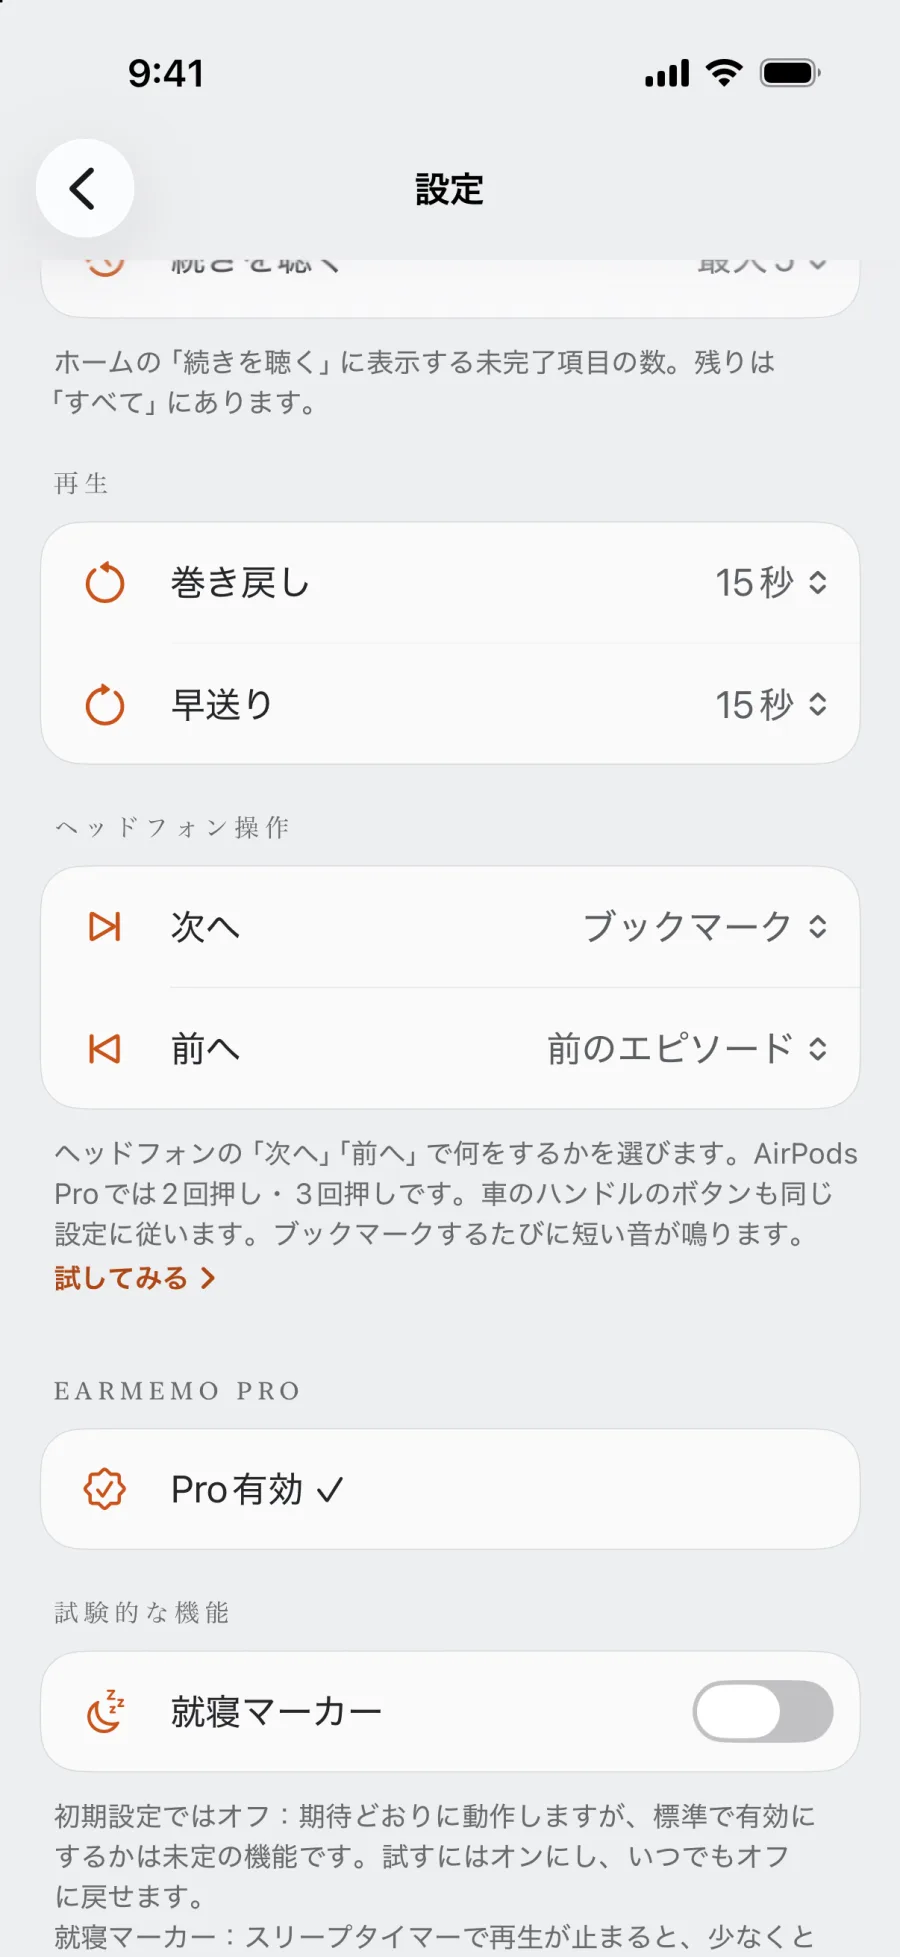 9:41
設定
続きを聴く 最大5
ホームの「続きを聴く」に表示する未完了項目の数。残りは
「すべて」にあります。
再生
巻き戻し 15秒
早送り 15秒
ヘッドフォン操作
次へ ブックマーク
前へ 前のエピソード
ヘッドフォンの「次へ」「前へ」で何をするかを選びます。AirPods
Proでは2回押し・3回押しです。車のハンドルのボタンも同じ
設定に従います。ブックマークするたびに短い音が鳴ります。
試してみる
EARMEMO PRO
Pro有効 ✓
試験的な機能
就寝マーカー
初期設定ではオフ：期待どおりに動作しますが、標準で有効に
するかは未定の機能です。試すにはオンにし、いつでもオフ
に戻せます。
就寝マーカー：スリープタイマーで再生が止まると、少なくと